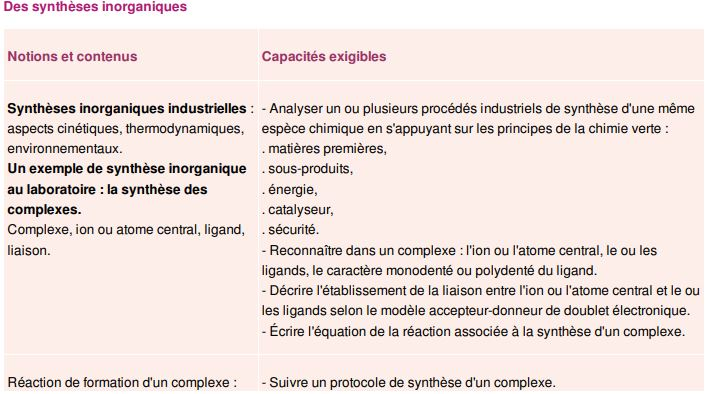 Des synthèses inorganiques
Notions et contenus
Capacités exigibles
Synthèses inorganiques industrielles :
aspects cinétiques, thermodynamiques,
environnementaux.
Un exemple de synthèse inorganique
au laboratoire : la synthèse des
complexes.
Complexe, ion ou atome central, ligand,
liaison.
- Analyser un ou plusieurs procédés industriels de synthèse d'une même
espèce chimique en s'appuyant sur les principes de la chimie verte :
. matières premières,
. sous-produits,
. énergie,
. catalyseur,
. sécurité.
- Reconnaître dans un complexe : l'ion ou l'atome central, le ou les
ligands, le caractère monodenté ou polydenté du ligand.
- Décrire l'établissement de la liaison entre l'ion ou l'atome central et le ou
les ligands selon le modèle accepteur-donneur de doublet électronique.
- Écrire l'équation de la réaction associée à la synthèse d'un complexe.
Réaction de formation d'un complexe :
- Suivre un protocole de synthèse d'un complexe.